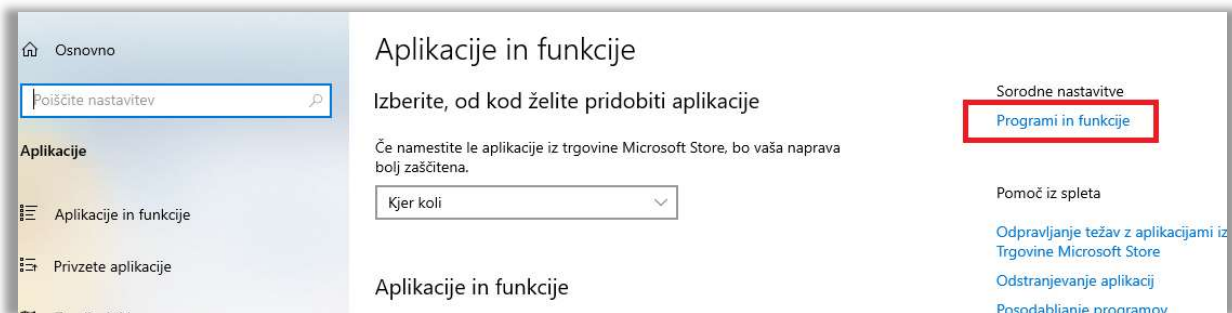 Osnovno
Poiščite nastavitev
Aplikacije
Aplikacije in funkcije
Privzete aplikacije
Aplikacije in funkcije
Izberite, od kod želite pridobiti aplikacije
Če namestite le aplikacije iz trgovine Microsoft Store, bo vaša naprava
bolj zaščitena.
Kjer koli
Aplikacije in funkcije
Sorodne nastavitve
Programi in funkcije
Pomoč iz spleta
Odpravljanje težav z aplikacijami iz
Trgovine Microsoft Store
Odstranjevanje aplikacij
Posodabljanje programov